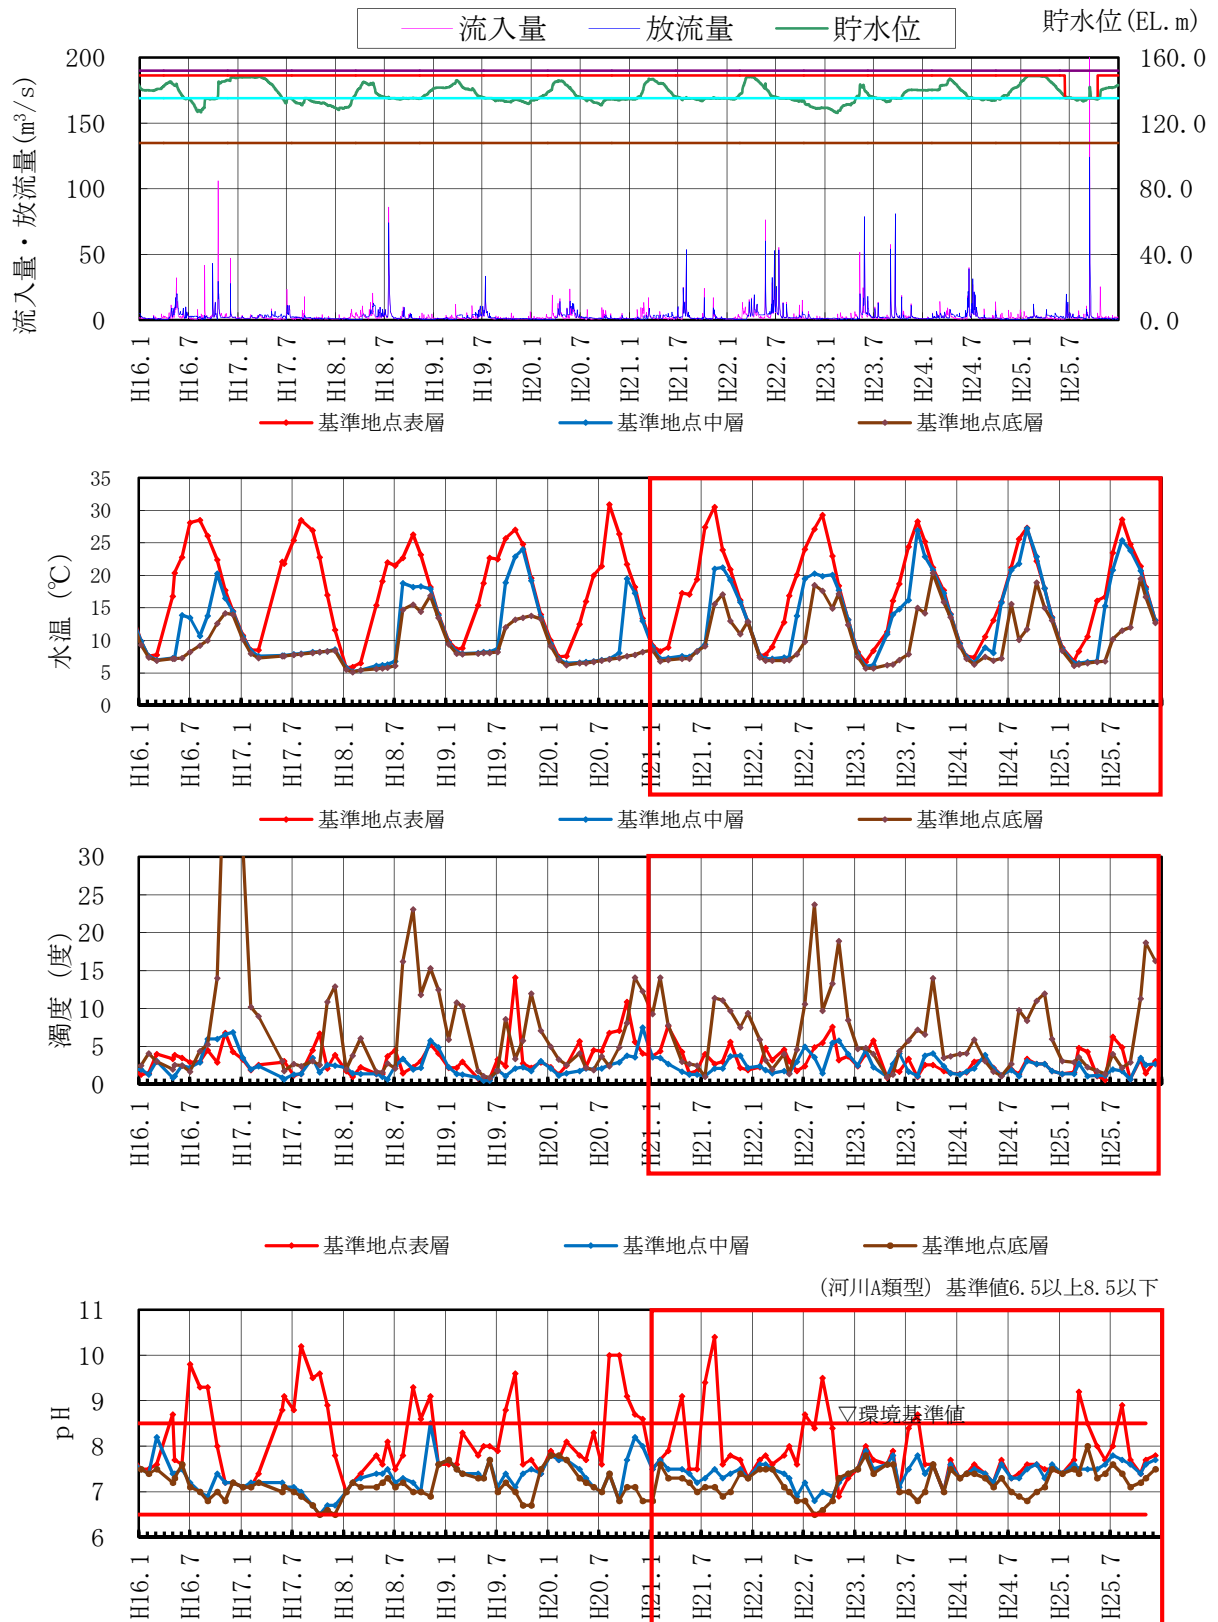 流入量 放流量 貯水位 貯水位(EL.m)
流入量・放流量(m³/s)
200 160.0
150 120.0
100 80.0
50 40.0
0 0.0
H16.1 H16.7 H17.1 H17.7 H18.1 H18.7 H19.1 H19.7 H20.1 H20.7 H21.1 H21.7 H22.1 H22.7 H23.1 H23.7 H24.1 H24.7 H25.1 H25.7
基準地点表層 基準地点中層 基準地点底層
水温 (℃)
35
30
25
20
15
10
5
0
H16.1 H16.7 H17.1 H17.7 H18.1 H18.7 H19.1 H19.7 H20.1 H20.7 H21.1 H21.7 H22.1 H22.7 H23.1 H23.7 H24.1 H24.7 H25.1 H25.7
基準地点表層 基準地点中層 基準地点底層
濁度 (度)
30
25
20
15
10
5
0
H16.1 H16.7 H17.1 H17.7 H18.1 H18.7 H19.1 H19.7 H20.1 H20.7 H21.1 H21.7 H22.1 H22.7 H23.1 H23.7 H24.1 H24.7 H25.1 H25.7
基準地点表層 基準地点中層 基準地点底層
(河川A類型) 基準値6.5以上8.5以下
pH
11
10
9
8
7
6
▽環境基準値
H16.1 H16.7 H17.1 H17.7 H18.1 H18.7 H19.1 H19.7 H20.1 H20.7 H21.1 H21.7 H22.1 H22.7 H23.1 H23.7 H24.1 H24.7 H25.1 H25.7